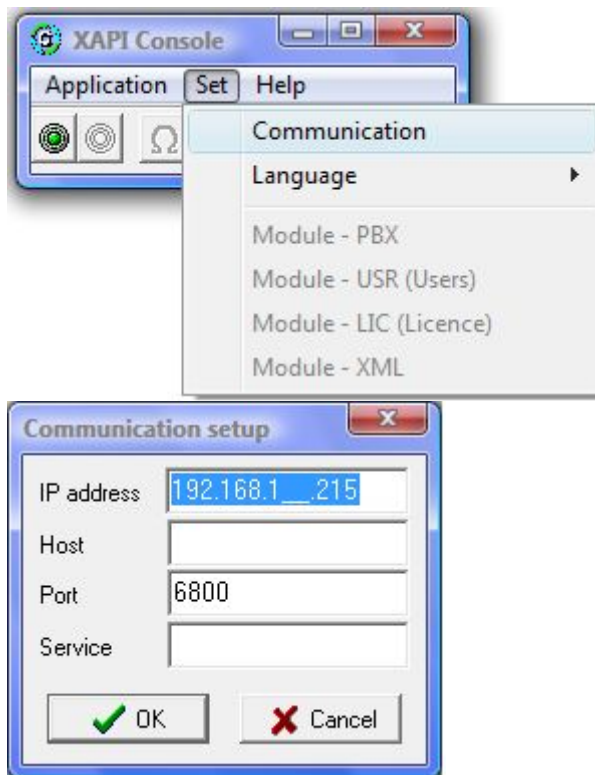 XAPI Console
Application Set Help
Communication
Language
Module - PBX
Module - USR (Users)
Module - LIC (Licence)
Module - XML
Communication setup
IP address 192.168.1__.215
Host
Port 6800
Service
OK Cancel